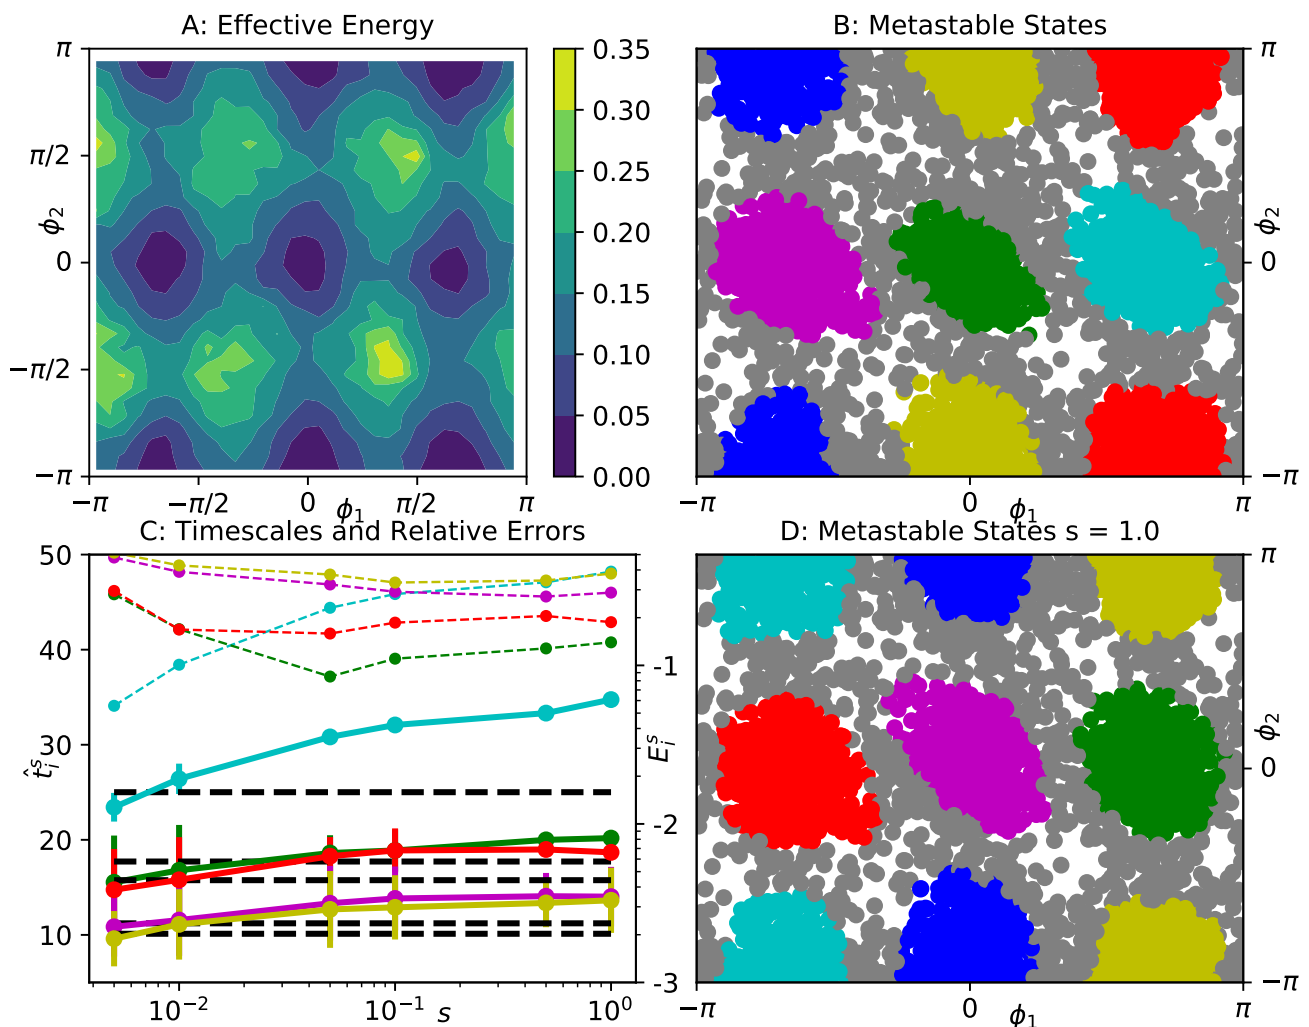 A: Effective Energy
π
π/2
0
−π/2
−π
ϕ2
−π
−π/2
0
π/2
π
ϕ1
0.35
0.30
0.25
0.20
0.15
0.10
0.05
0.00
B: Metastable States
π
0
−π
ϕ2
−π
0
π
ϕ1
C: Timescales and Relative Errors
50
40
30
20
10
t̂ᵢˢ
10⁻²
10⁻¹
10⁰
s
-1
-2
-3
Eᵢˢ
D: Metastable States s = 1.0
π
0
−π
ϕ2
−π
0
π
ϕ1